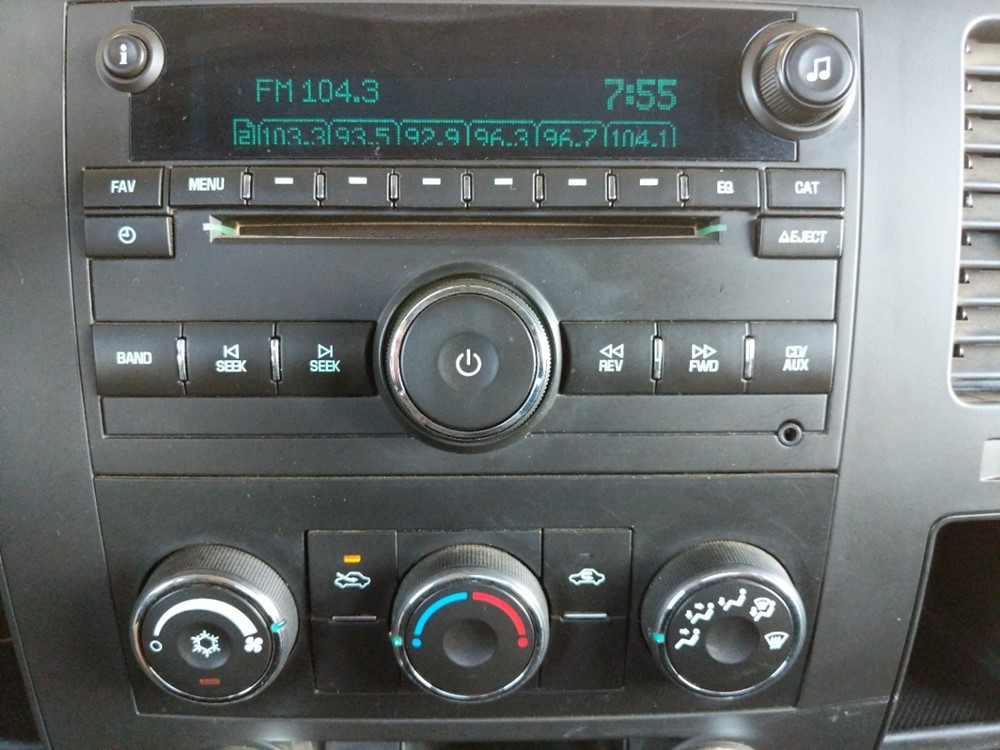 i
FM 104.3 7:55
2 103.3 93.5 92.9 96.3 96.7 104.1
FAV MENU EQ CAT
EJECT
BAND SEEK SEEK REV FWD CD/
AUX